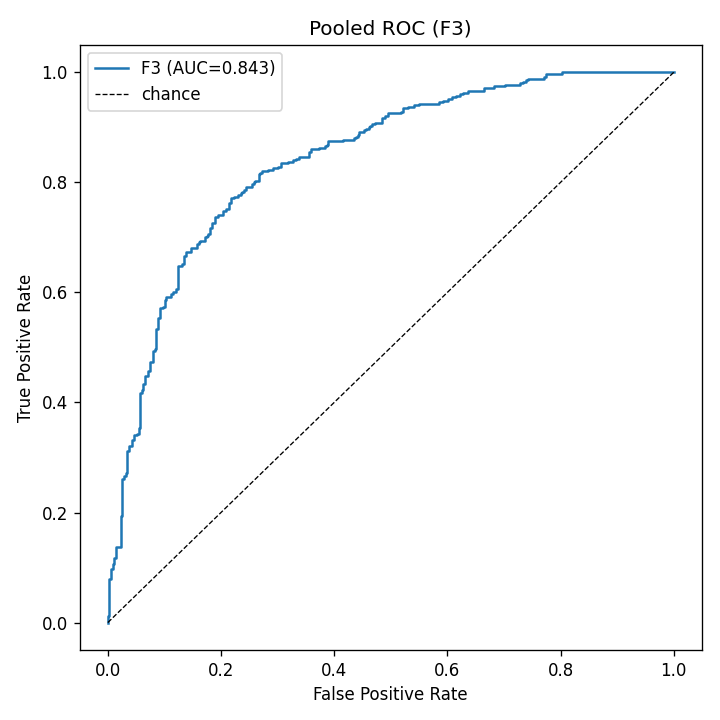 Pooled ROC (F3)
F3 (AUC=0.843)
chance
1.0
0.8
0.6
0.4
0.2
0.0
True Positive Rate
0.0 0.2 0.4 0.6 0.8 1.0
False Positive Rate